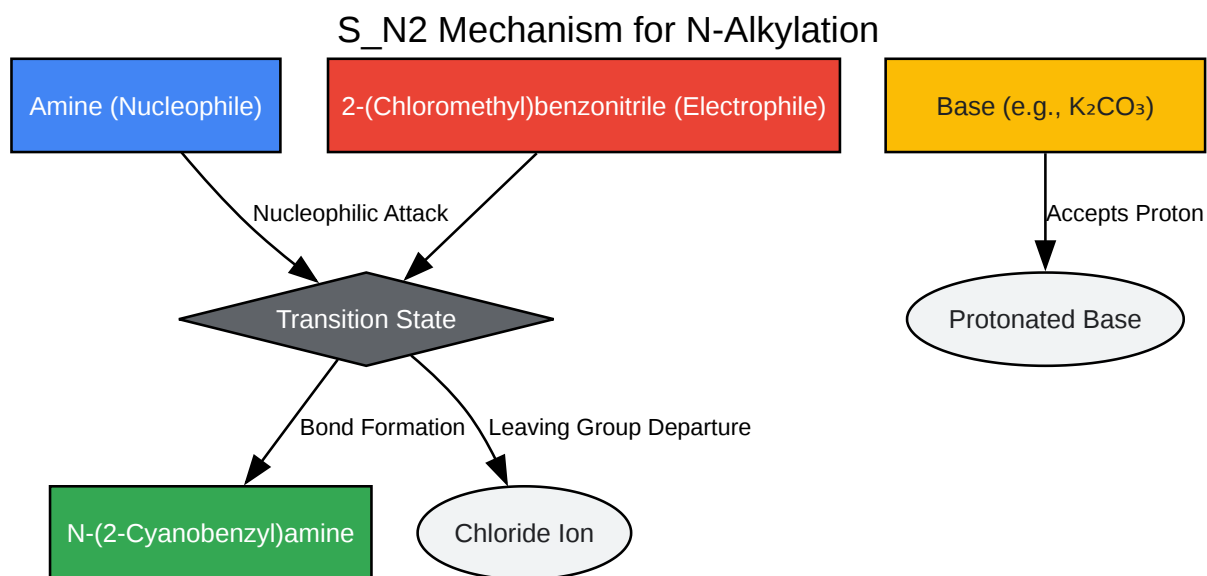 S_N2 Mechanism for N-Alkylation
Amine (Nucleophile)
2-(Chloromethyl)benzonitrile (Electrophile)
Base (e.g., K₂CO₃)
Nucleophilic Attack
Accepts Proton
Transition State
Protonated Base
Bond Formation
Leaving Group Departure
N-(2-Cyanobenzyl)amine
Chloride Ion